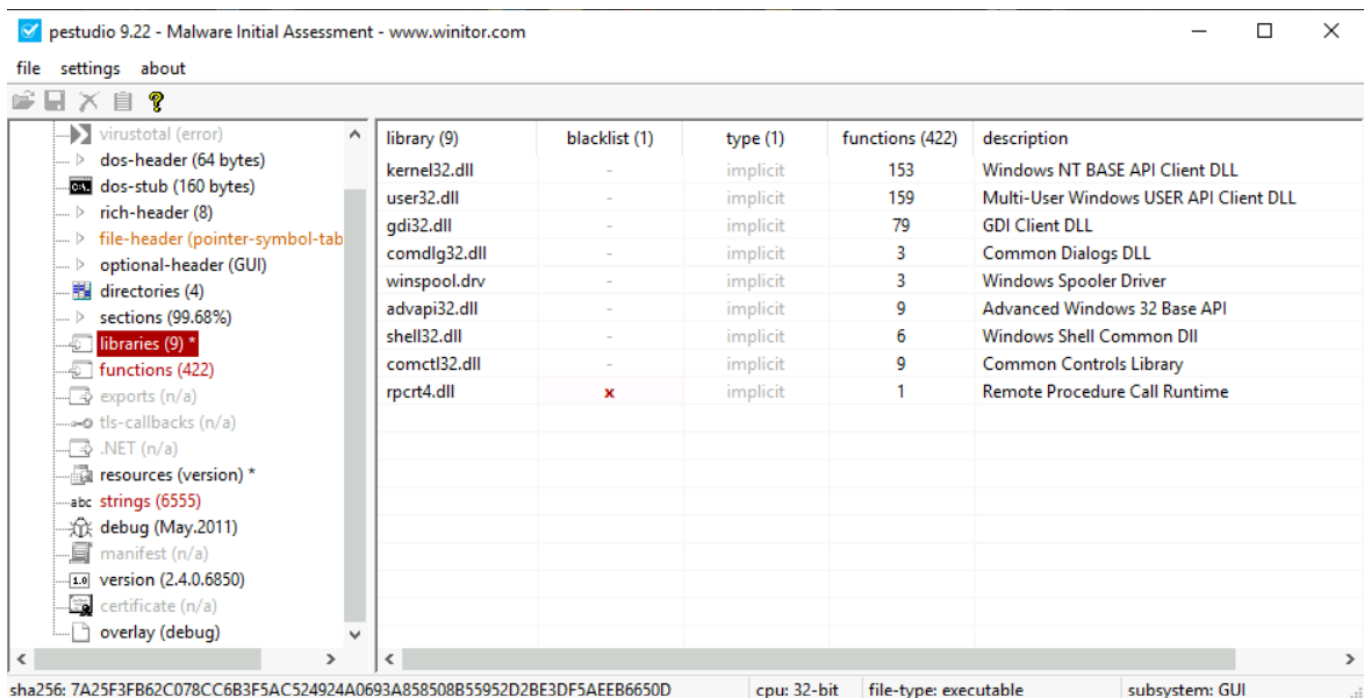 pestudio 9.22 - Malware Initial Assessment - www.winitor.com
file settings about
virustotal (error)
dos-header (64 bytes)
dos-stub (160 bytes)
rich-header (8)
file-header (pointer-symbol-tab
optional-header (GUI)
directories (4)
sections (99.68%)
libraries (9) *
functions (422)
exports (n/a)
tls-callbacks (n/a)
.NET (n/a)
resources (version) *
abc strings (6555)
debug (May.2011)
manifest (n/a)
1.0 version (2.4.0.6850)
certificate (n/a)
overlay (debug)
library (9) blacklist (1) type (1) functions (422) description
kernel32.dll - implicit 153 Windows NT BASE API Client DLL
user32.dll - implicit 159 Multi-User Windows USER API Client DLL
gdi32.dll - implicit 79 GDI Client DLL
comdlg32.dll - implicit 3 Common Dialogs DLL
winspool.drv - implicit 3 Windows Spooler Driver
advapi32.dll - implicit 9 Advanced Windows 32 Base API
shell32.dll - implicit 6 Windows Shell Common Dll
comctl32.dll - implicit 9 Common Controls Library
rpcrt4.dll x implicit 1 Remote Procedure Call Runtime
sha256: 7A25F3FB62C078CC6B3F5AC524924A0693A858508B55952D2BE3DF5AEEB6650D cpu: 32-bit file-type: executable subsystem: GUI